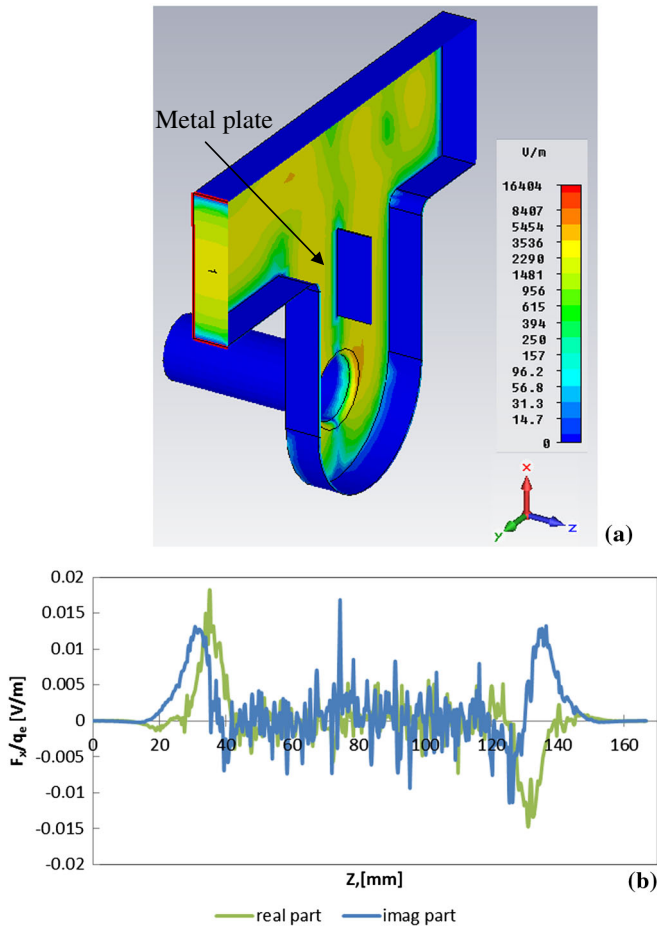 Metal plate
V/m
16404
8407
5454
3536
2290
1481
956
615
394
250
157
96.2
56.8
31.3
14.7
0
1
x
y
z
(a)
0.02
0.015
0.01
0.005
0
-0.005
-0.01
-0.015
-0.02
Fx/qe [V/m]
0 20 40 60 80 100 120 140 160
Z,[mm]
(b)
real part imag part